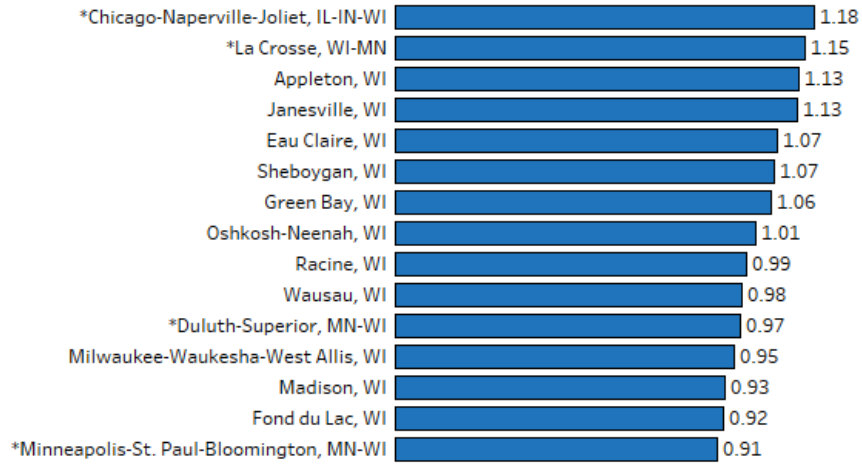 *Chicago-Naperville-Joliet, IL-IN-WI 1.18
*La Crosse, WI-MN 1.15
Appleton, WI 1.13
Janesville, WI 1.13
Eau Claire, WI 1.07
Sheboygan, WI 1.07
Green Bay, WI 1.06
Oshkosh-Neenah, WI 1.01
Racine, WI 0.99
Wausau, WI 0.98
*Duluth-Superior, MN-WI 0.97
Milwaukee-Waukesha-West Allis, WI 0.95
Madison, WI 0.93
Fond du Lac, WI 0.92
*Minneapolis-St. Paul-Bloomington, MN-WI 0.91